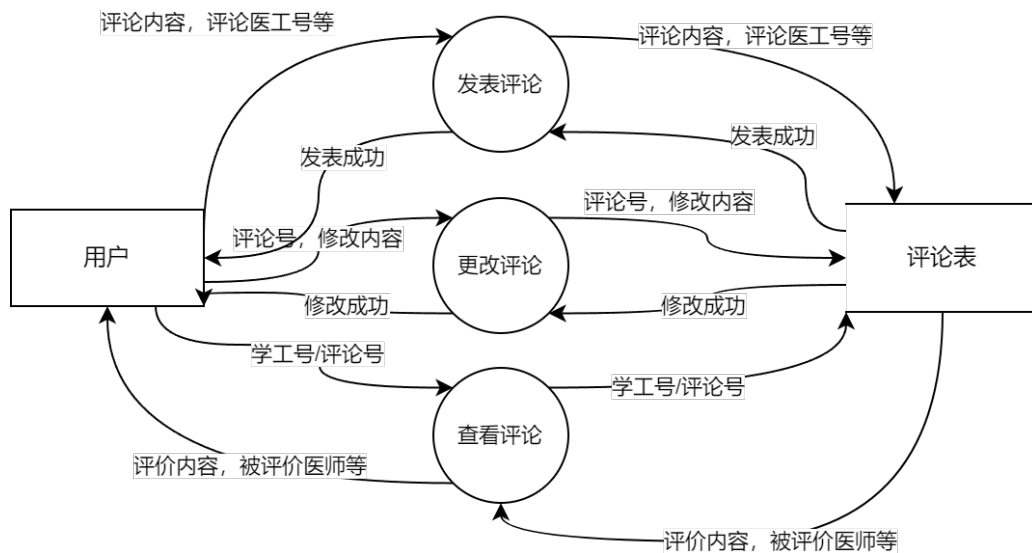 评论内容，评论医工号等
评论内容，评论医工号等
发表评论
发表成功
发表成功
评论号，修改内容
评论号，修改内容
用户
更改评论
评论表
修改成功
修改成功
学工号/评论号
学工号/评论号
查看评论
评价内容，被评价医师等
评价内容，被评价医师等